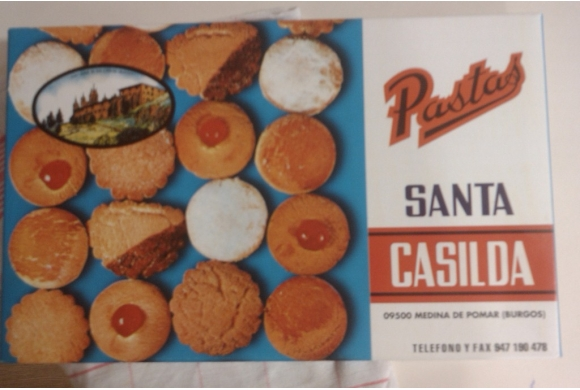 Pastas
SANTA
CASILDA
09500 MEDINA DE POMAR (BURGOS)
TELEFONO Y FAX 947 190 478